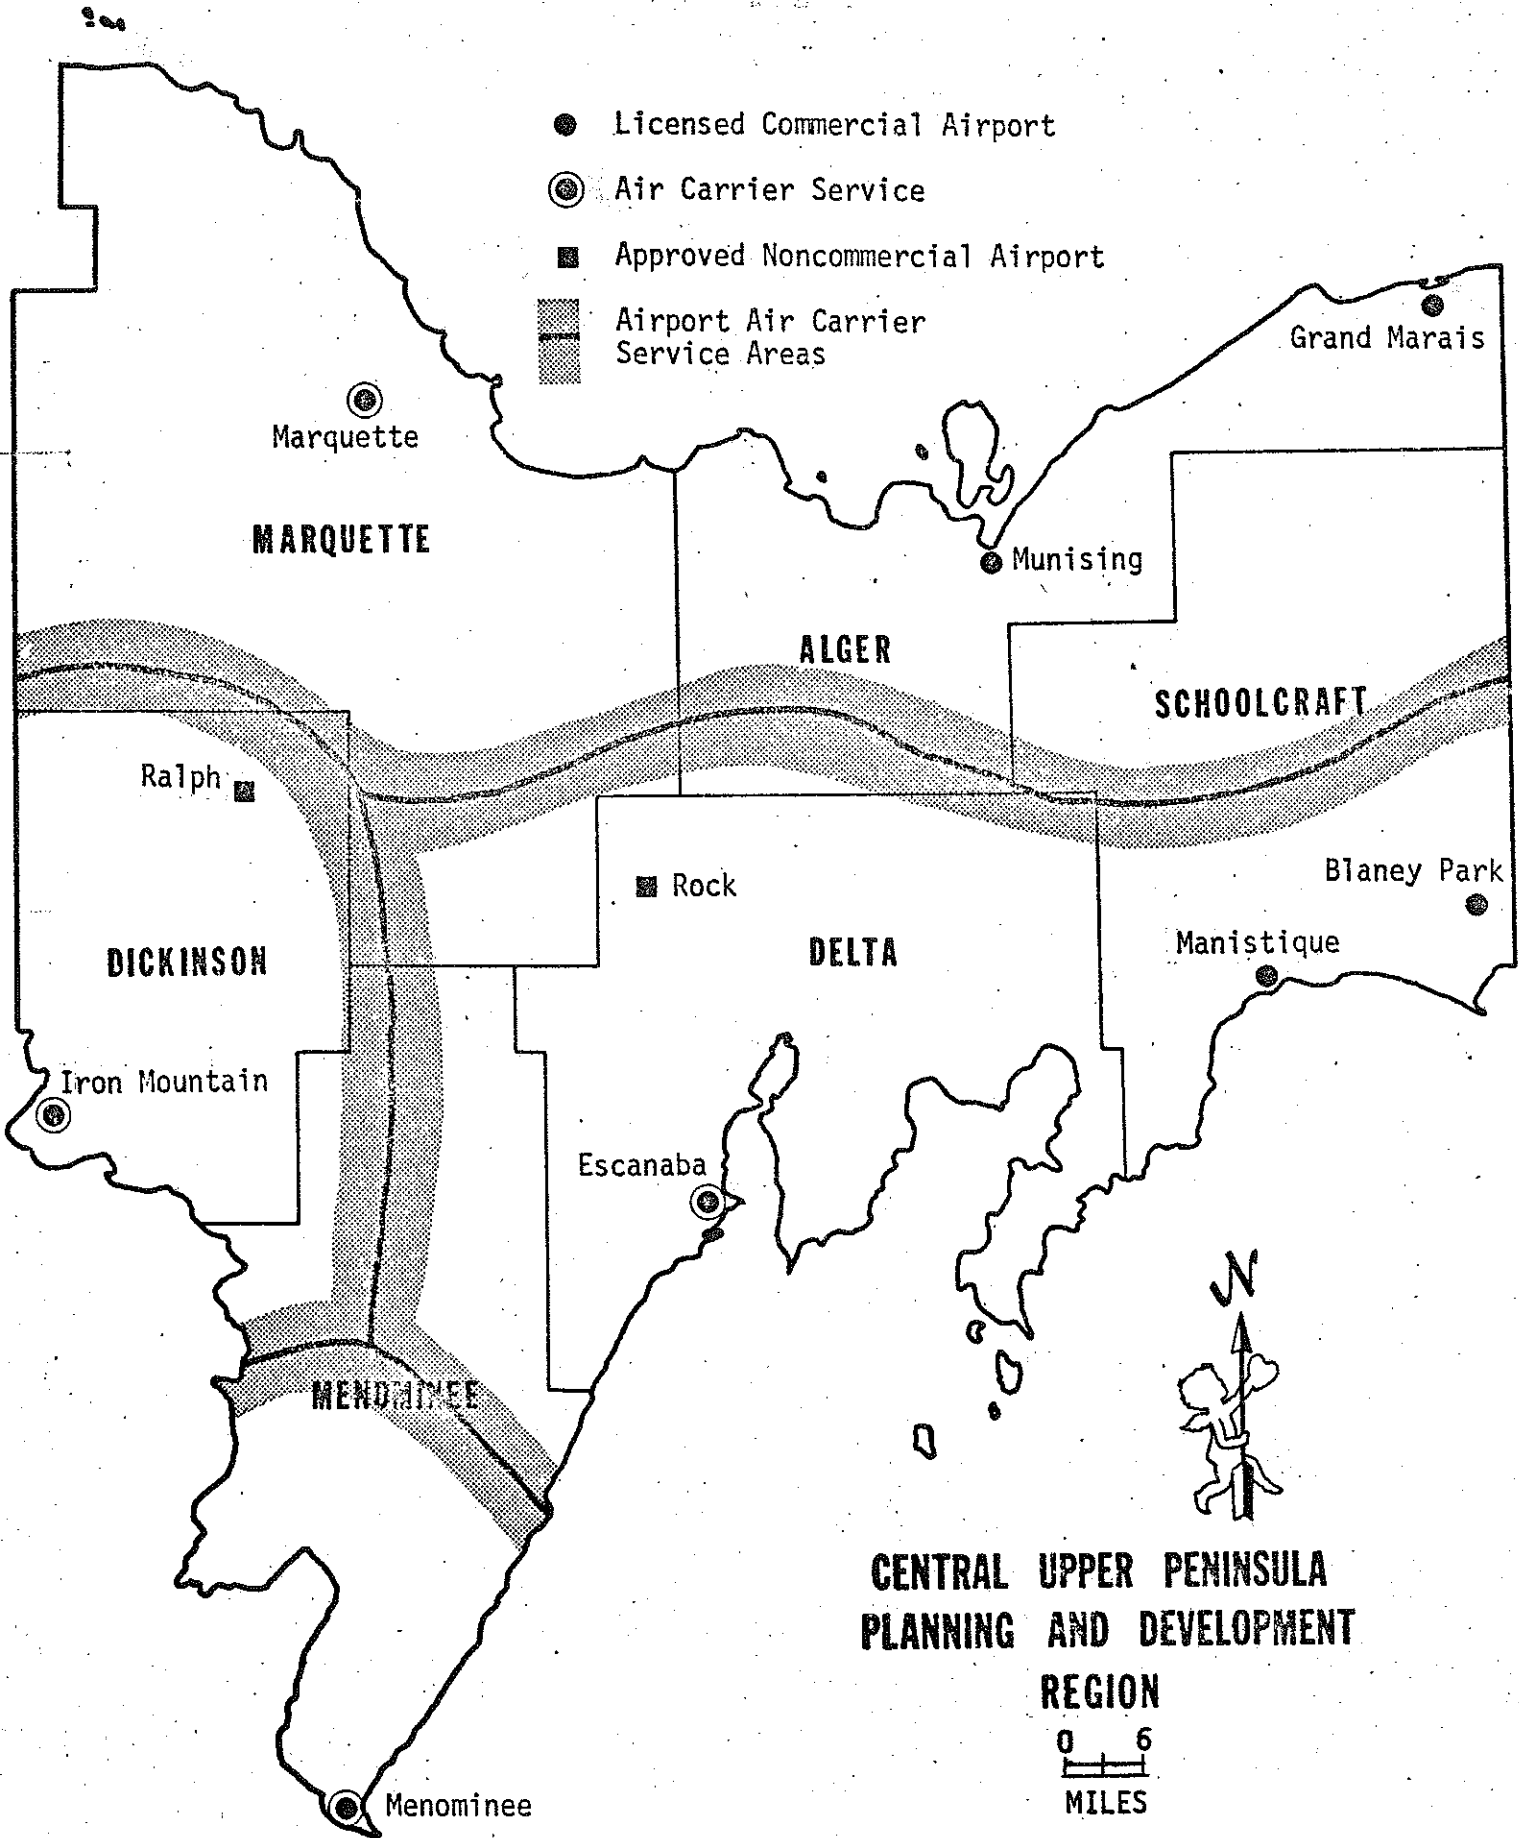 Licensed Commercial Airport
Air Carrier Service
Approved Noncommercial Airport
Airport Air Carrier
Service Areas
Grand Marais
Marquette
MARQUETTE
Munising
ALGER
SCHOOLCRAFT
Ralph
Rock
Blaney Park
Manistique
DICKINSON
DELTA
Iron Mountain
Escanaba
MENOMINEE
N
CENTRAL UPPER PENINSULA
PLANNING AND DEVELOPMENT
REGION
0 6
MILES
Menominee